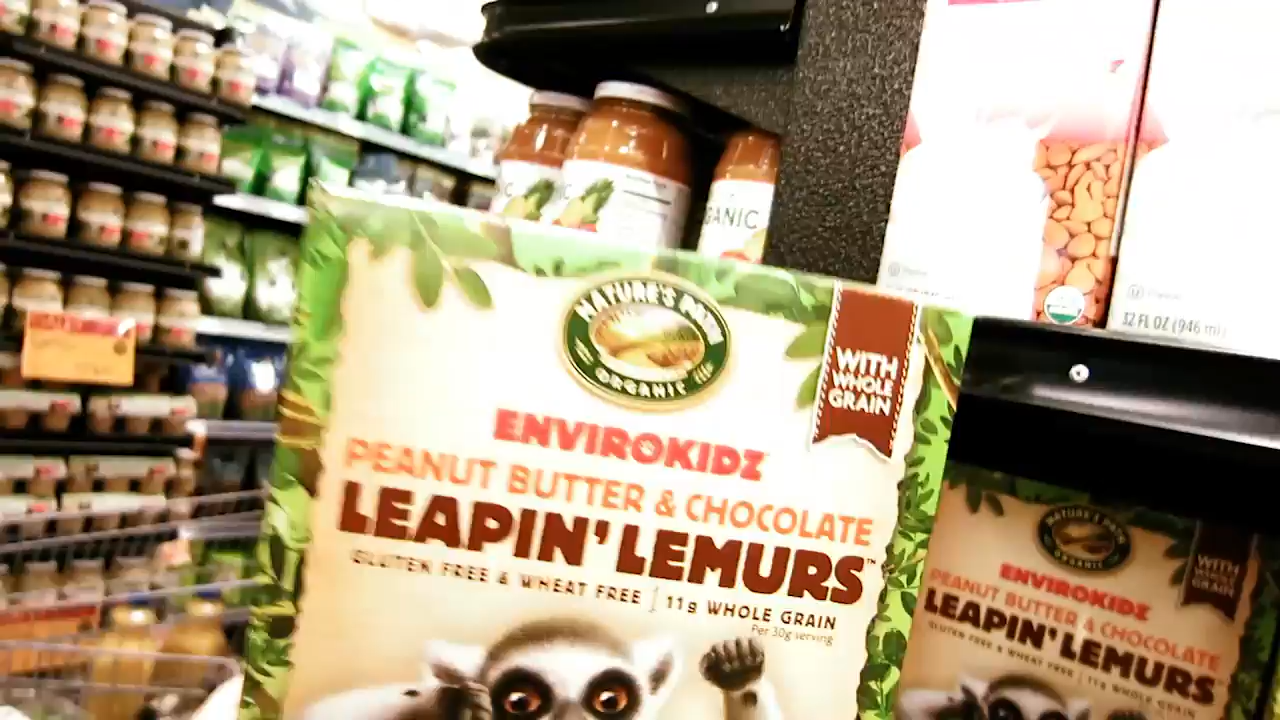 GANIC
32 FL OZ (946 ml)
NATURE'S PATH
ORGANIC
WITH
WHOLE
GRAIN
ENVIROKIDZ
PEANUT BUTTER & CHOCOLATE
LEAPIN' LEMURS™
GLUTEN FREE & WHEAT FREE | 11g WHOLE GRAIN
Per 30g serving
NATURE'S PATH
ORGANIC
WITH
WHOLE
GRAIN
ENVIROKIDZ
PEANUT BUTTER & CHOCOLATE
LEAPIN' LEMURS
GLUTEN FREE & WHEAT FREE | 11g WHOLE GRAIN